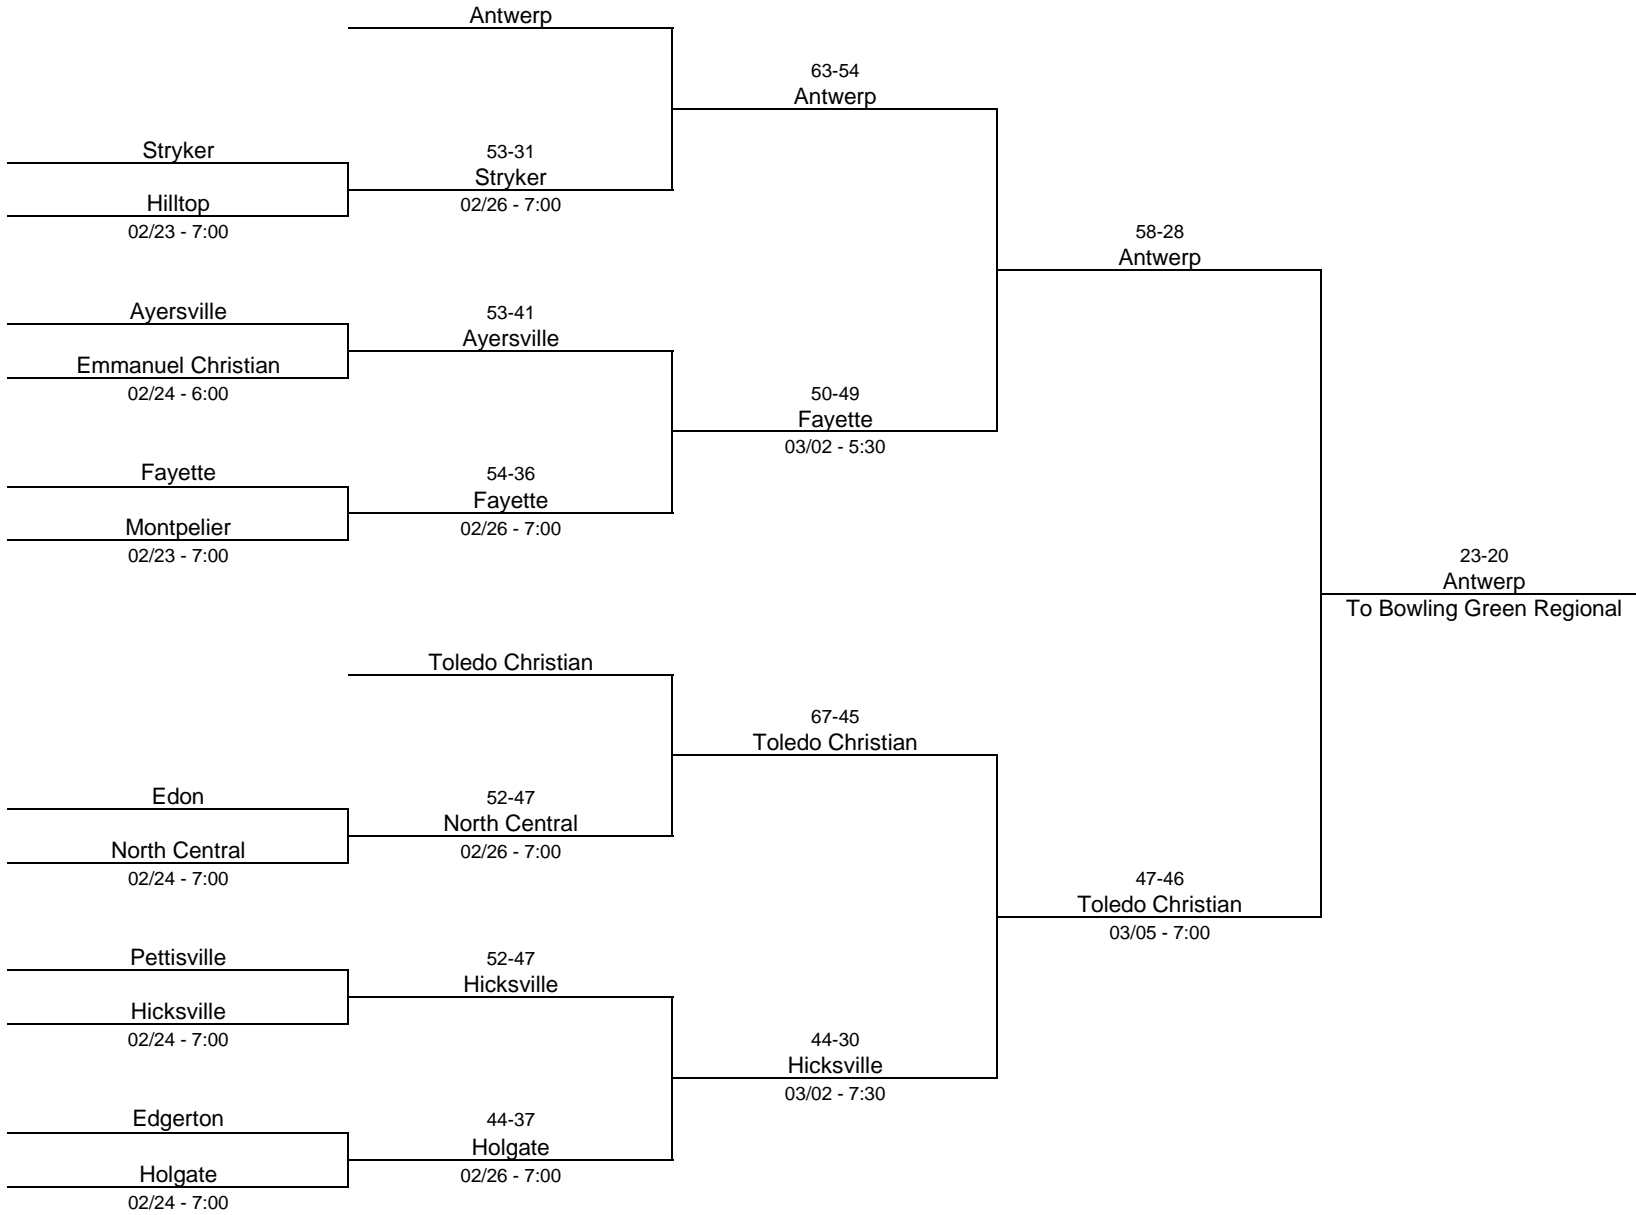 Antwerp
63-54
Antwerp
Stryker
53-31
Stryker
Hilltop
02/26 - 7:00
02/23 - 7:00
58-28
Antwerp
Ayersville
53-41
Ayersville
Emmanuel Christian
02/24 - 6:00
50-49
Fayette
03/02 - 5:30
Fayette
54-36
Fayette
Montpelier
02/26 - 7:00
02/23 - 7:00
23-20
Antwerp
To Bowling Green Regional
Toledo Christian
67-45
Toledo Christian
Edon
52-47
North Central
North Central
02/26 - 7:00
02/24 - 7:00
47-46
Toledo Christian
03/05 - 7:00
Pettisville
52-47
Hicksville
Hicksville
02/24 - 7:00
44-30
Hicksville
03/02 - 7:30
Edgerton
44-37
Holgate
Holgate
02/26 - 7:00
02/24 - 7:00